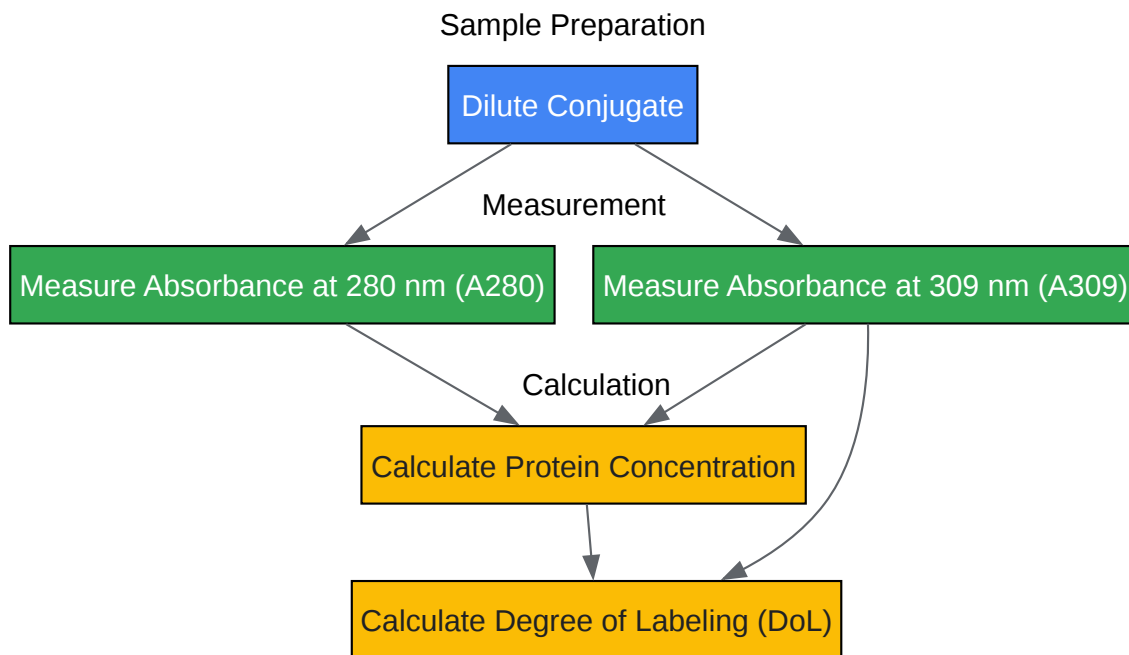 Sample Preparation
Dilute Conjugate
Measurement
Measure Absorbance at 280 nm (A280)
Measure Absorbance at 309 nm (A309)
Calculation
Calculate Protein Concentration
Calculate Degree of Labeling (DoL)